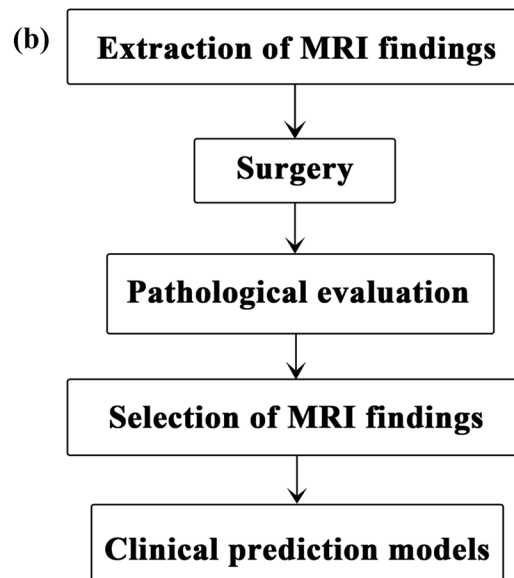 (b)
Extraction of MRI findings
Surgery
Pathological evaluation
Selection of MRI findings
Clinical prediction models